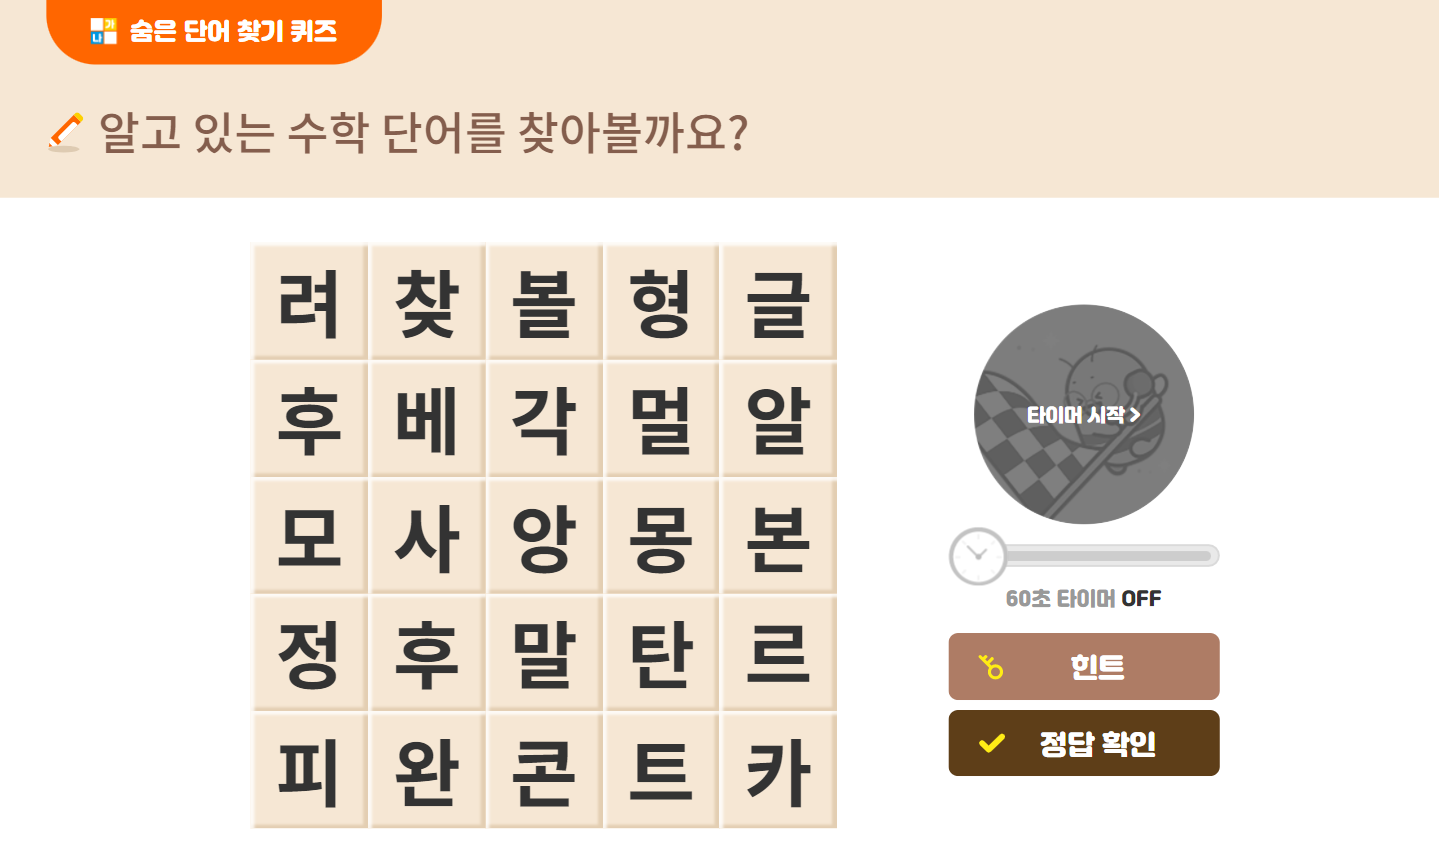 가
나
숨은 단어 찾기 퀴즈
알고 있는 수학 단어를 찾아볼까요?
려 찾 볼 형 글
후 베 각 멀 알
모 사 앙 몽 본
정 후 말 탄 르
피 완 콘 트 카
타이머 시작 >
60초 타이머 OFF
힌트
정답 확인